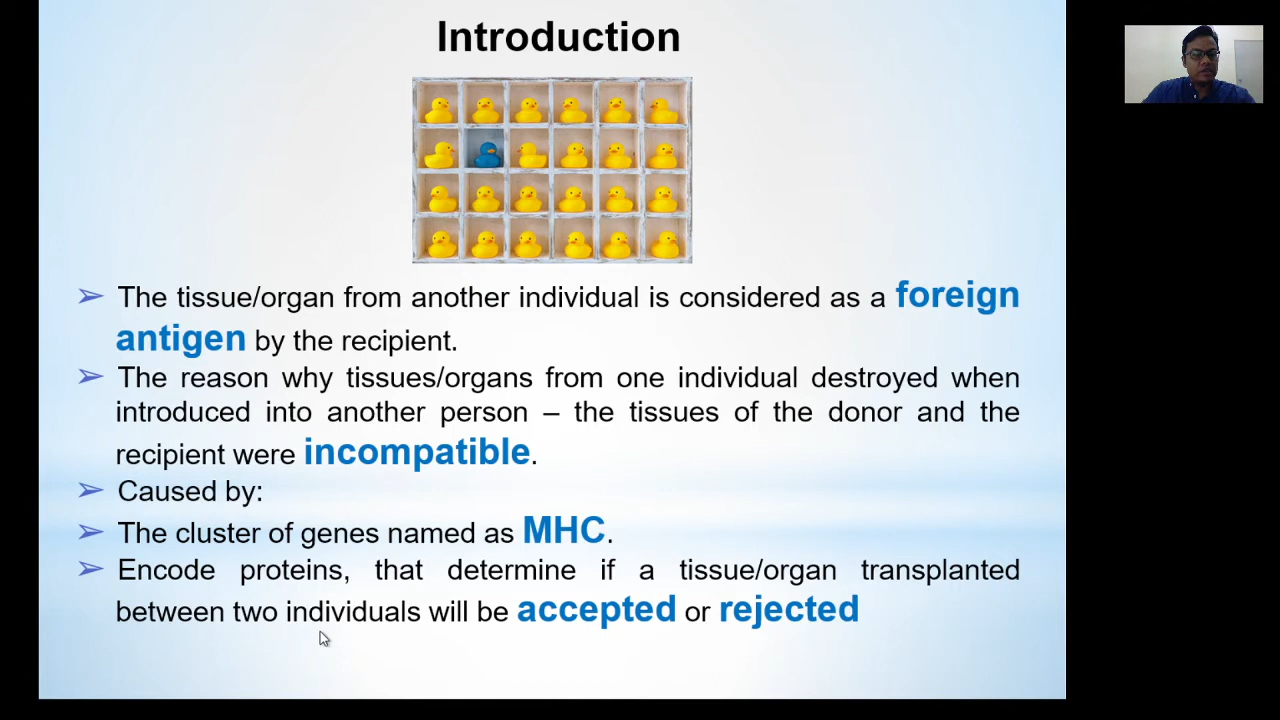 Introduction
➢ The tissue/organ from another individual is considered as a foreign
antigen by the recipient.
➢ The reason why tissues/organs from one individual destroyed when
introduced into another person – the tissues of the donor and the
recipient were incompatible.
➢ Caused by:
➢ The cluster of genes named as MHC.
➢ Encode proteins, that determine if a tissue/organ transplanted
between two individuals will be accepted or rejected